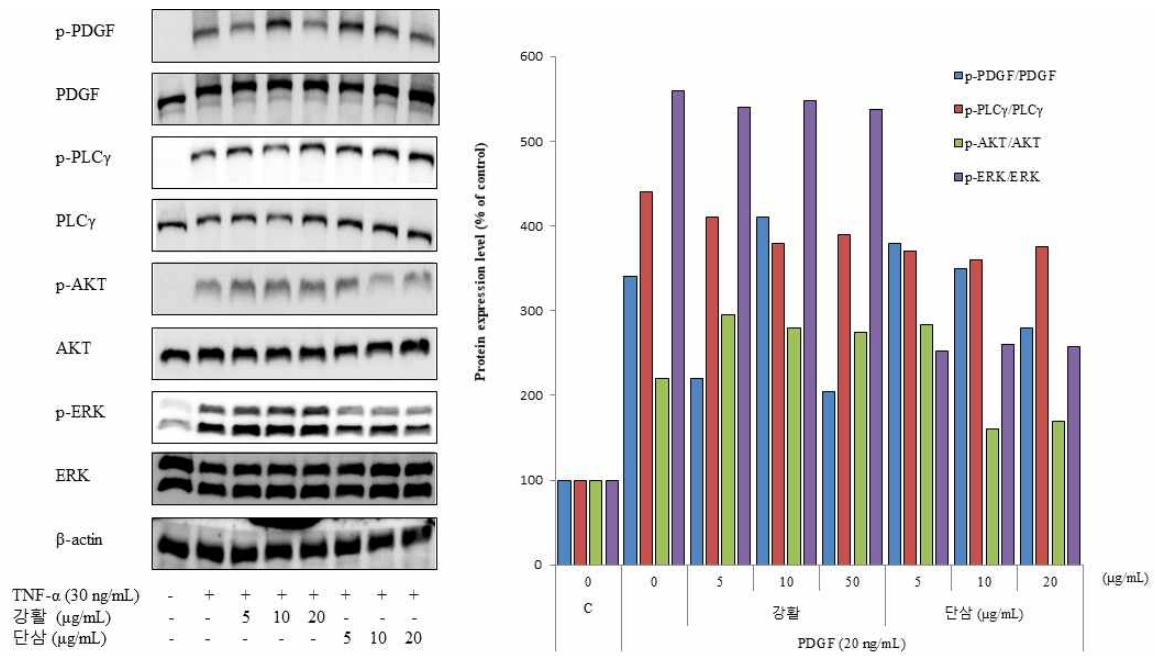 p-PDGF
PDGF
p-PLCγ
PLCγ
p-AKT
AKT
p-ERK
ERK
β-actin
TNF-α (30 ng/mL) - + + + + + + +
강활 (μg/mL) - - 5 10 20 - - -
단삼 (μg/mL) - - - - - 5 10 20
Protein expression level (% of control)
600
500
400
300
200
100
0
p-PDGF/PDGF
p-PLCγ/PLCγ
p-AKT/AKT
p-ERK/ERK
0 0 5 10 50 5 10 20 (μg/mL)
C 강활 단삼 (μg/mL)
PDGF (20 ng/mL)